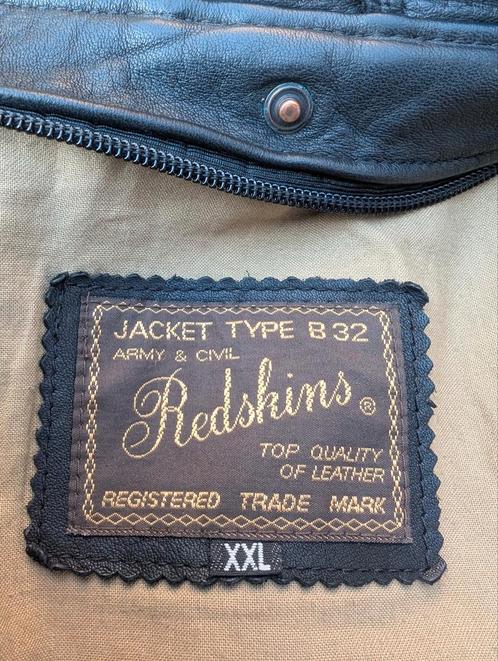 JACKET TYPE B 32
ARMY & CIVIL
Redskins ®
TOP QUALITY
OF LEATHER
REGISTERED TRADE MARK
XXL